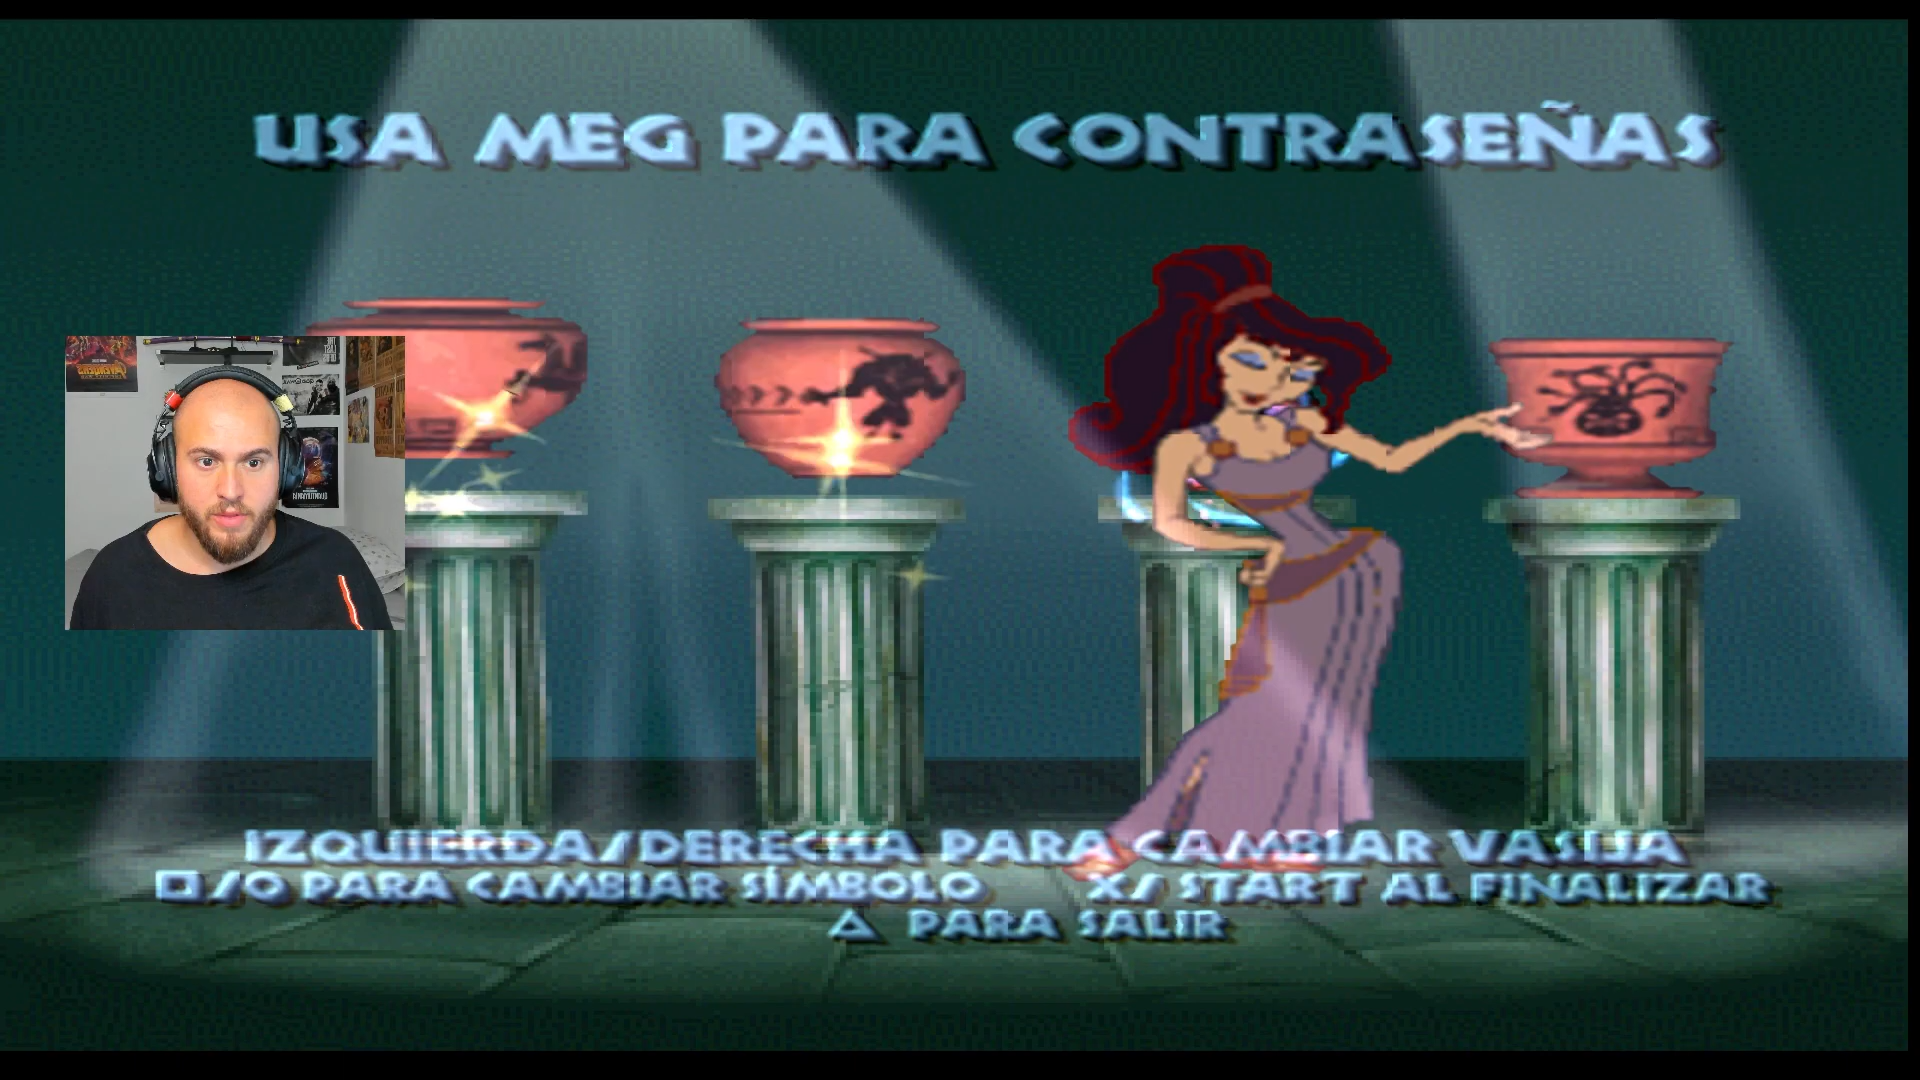 USA MEG PARA CONTRASEÑAS
IZQUIERDA/DERECHA PARA CAMBIAR VASIJA
□/O PARA CAMBIAR SÍMBOLO X/ START AL FINALIZAR
△ PARA SALIR